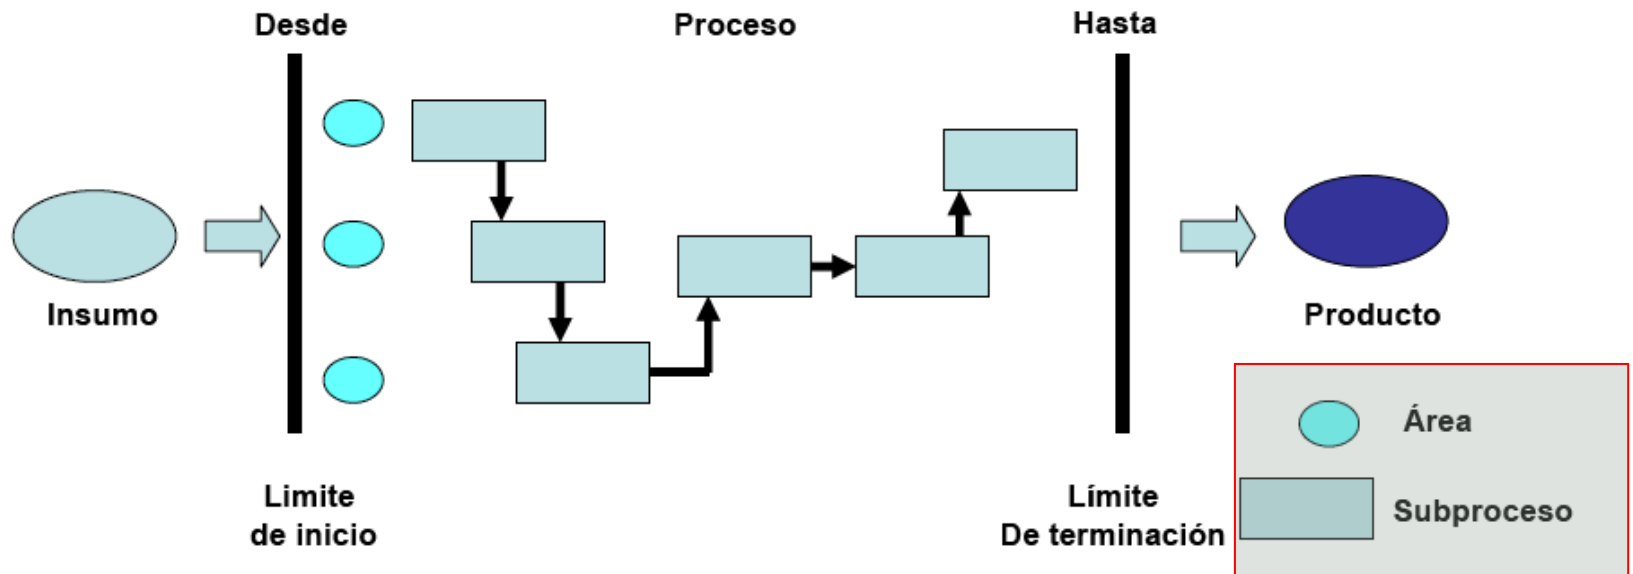 Desde
Proceso
Hasta
Insumo
Producto
Limite
de inicio
Límite
De terminación
Área
Subproceso